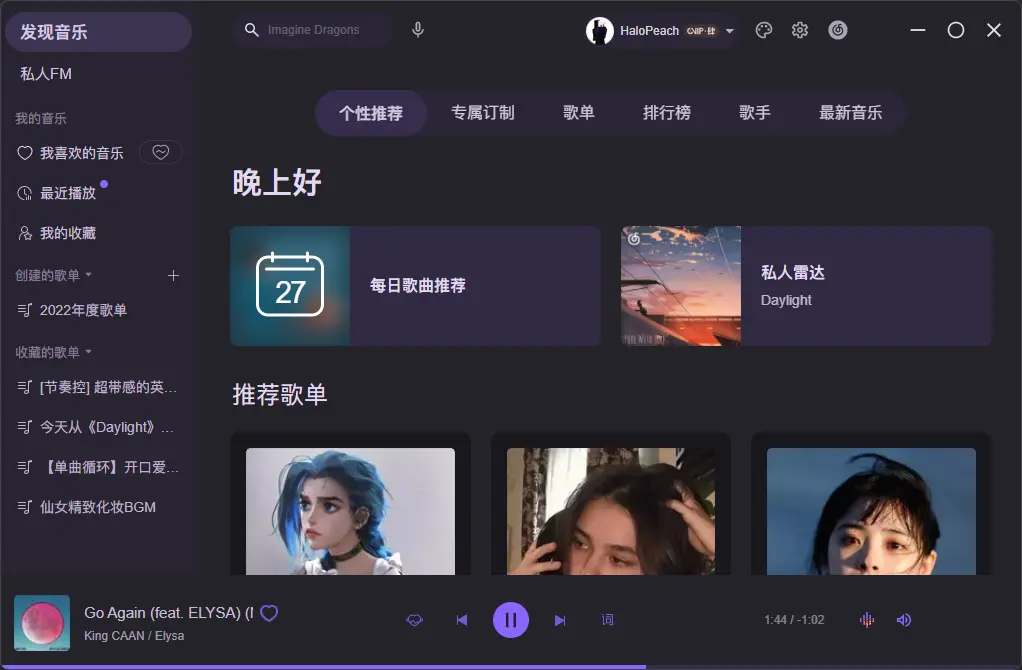 发现音乐
Imagine Dragons
HaloPeach
私人FM
我的音乐
我喜欢的音乐
最近播放
我的收藏
创建的歌单
2022年度歌单
收藏的歌单
[节奏控] 超带感的英…
今天从《Daylight》…
【单曲循环】开口爱…
仙女精致化妆BGM
个性推荐
专属订制
歌单
排行榜
歌手
最新音乐
晚上好
27
每日歌曲推荐
私人雷达
Daylight
推荐歌单
Go Again (feat. ELYSA) (
King CAAN / Elysa
词
1:44 / -1:02